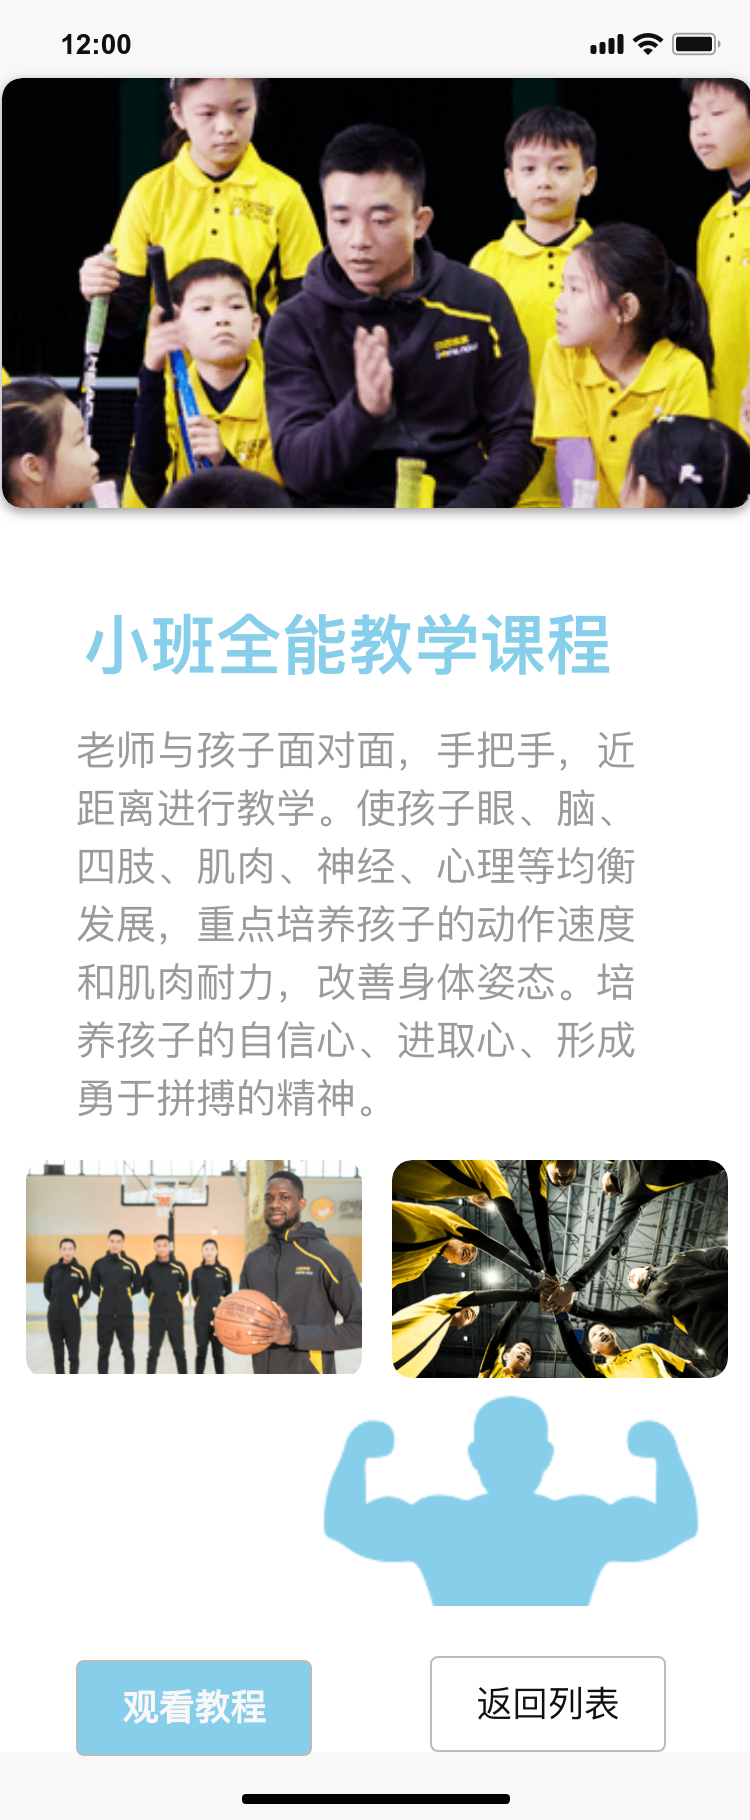 12:00
小班全能教学课程
老师与孩子面对面，手把手，近
距离进行教学。使孩子眼、脑、
四肢、肌肉、神经、心理等均衡
发展，重点培养孩子的动作速度
和肌肉耐力，改善身体姿态。培
养孩子的自信心、进取心、形成
勇于拼搏的精神。
观看教程
返回列表